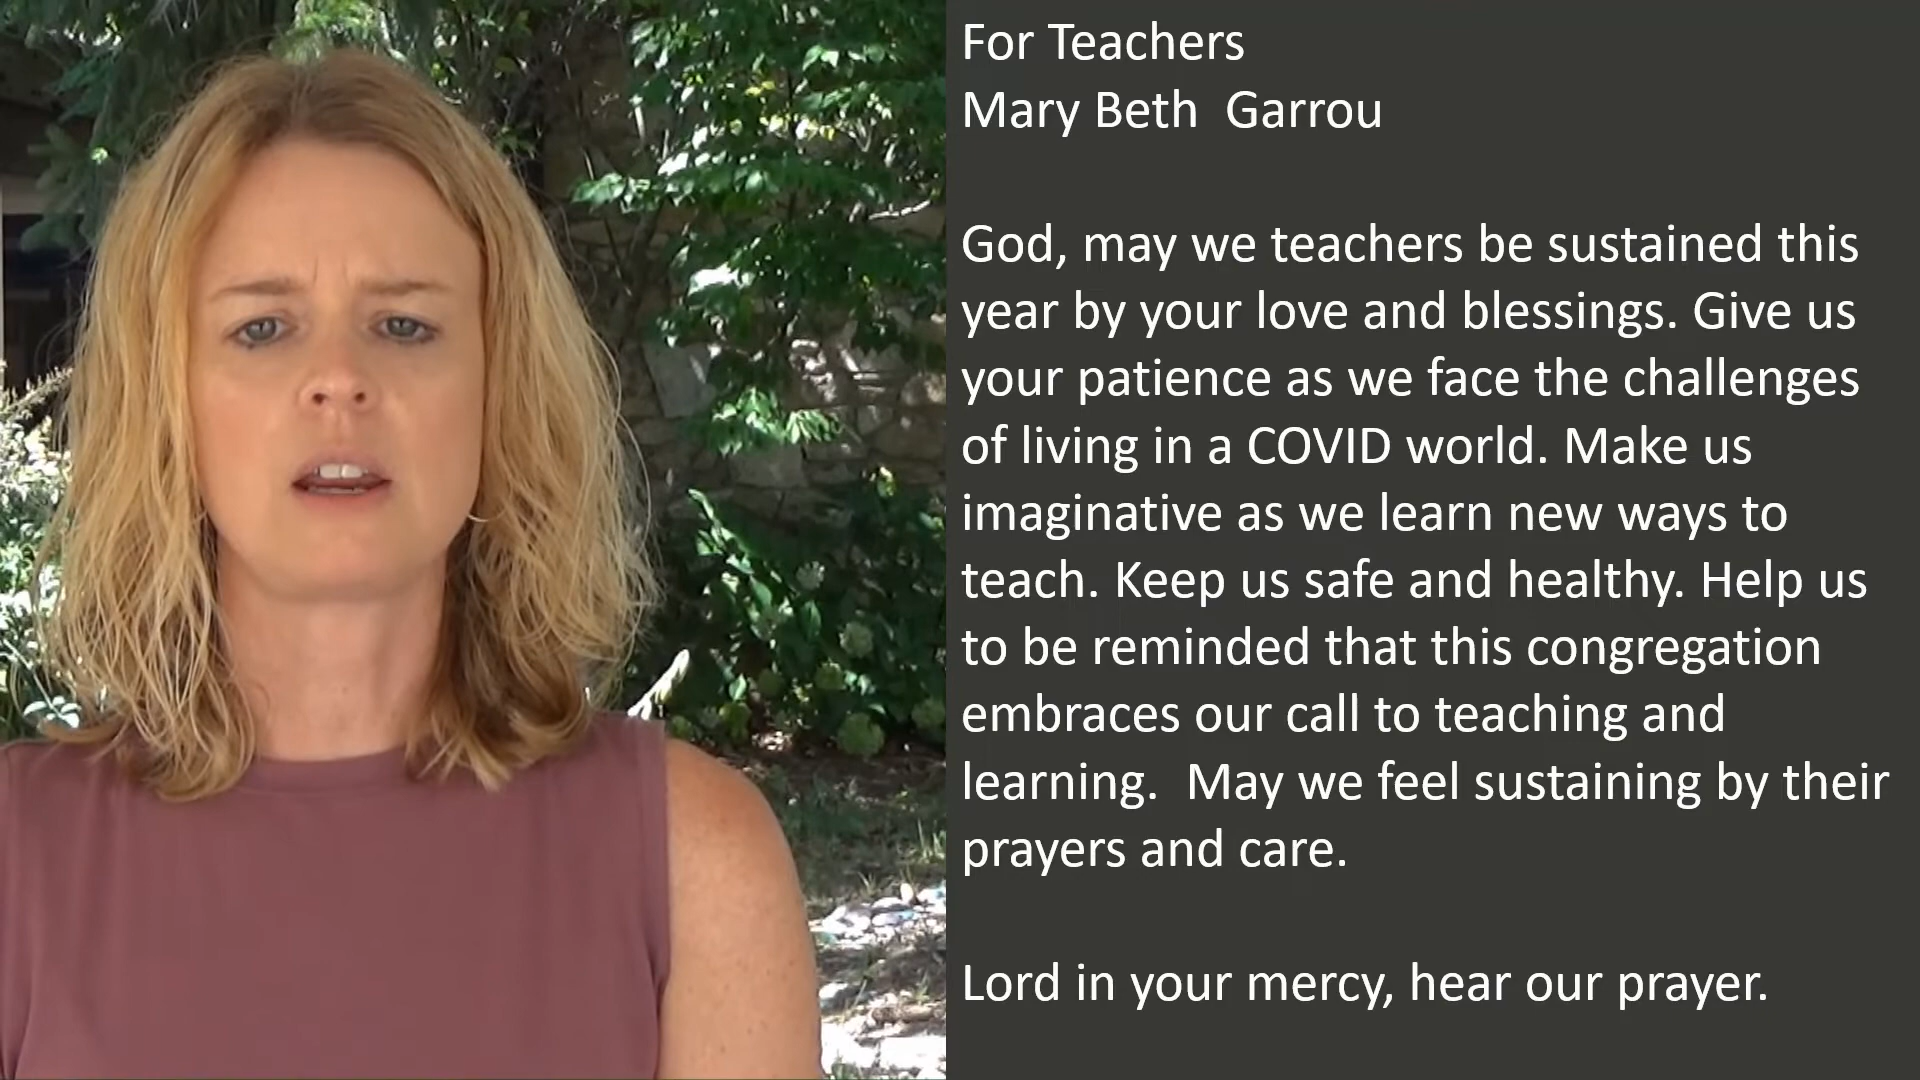 For Teachers
Mary Beth  Garrou
God, may we teachers be sustained this
year by your love and blessings. Give us
your patience as we face the challenges
of living in a COVID world. Make us
imaginative as we learn new ways to
teach. Keep us safe and healthy. Help us
to be reminded that this congregation
embraces our call to teaching and
learning.  May we feel sustaining by their
prayers and care.
Lord in your mercy, hear our prayer.